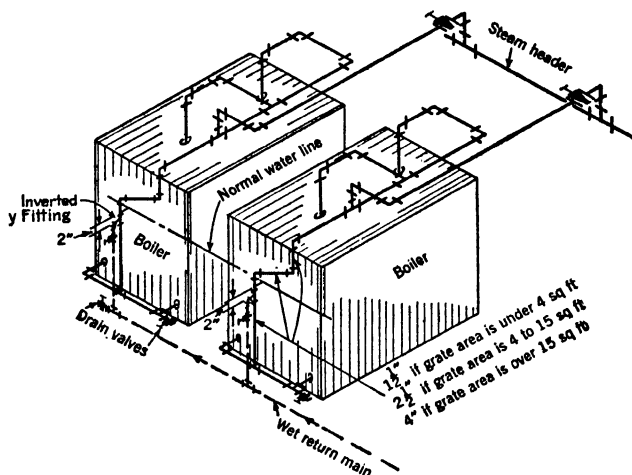 Steam header
Normal water line
Inverted
y Fitting
2"
Boiler
Boiler
Drain valves
2"
1½" if grate area is under 4 sq ft
2½" if grate area is 4 to 15 sq ft
4" if grate area is over 15 sq ft
Wet return main